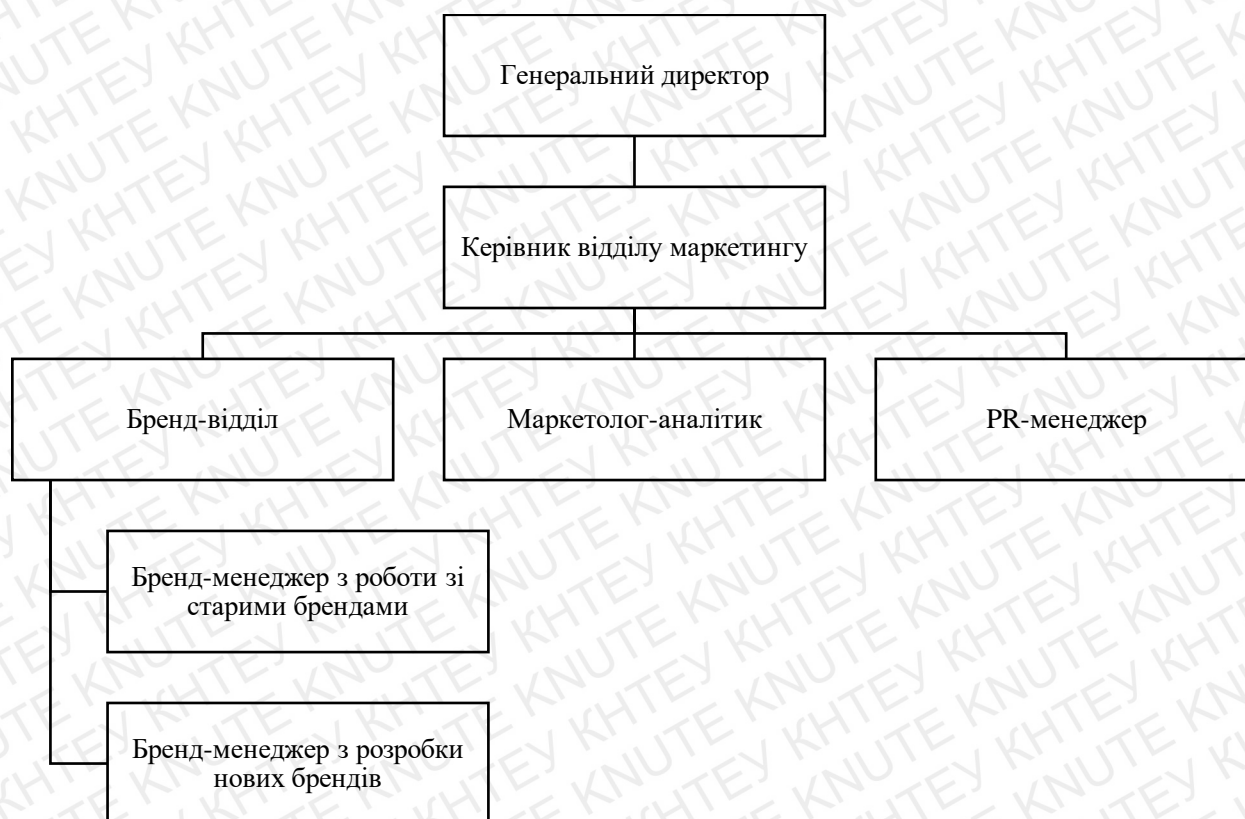 Генеральний директор
Керівник відділу маркетингу
Бренд-відділ
Маркетолог-аналітик
PR-менеджер
Бренд-менеджер з роботи зі
старими брендами
Бренд-менеджер з розробки
нових брендів